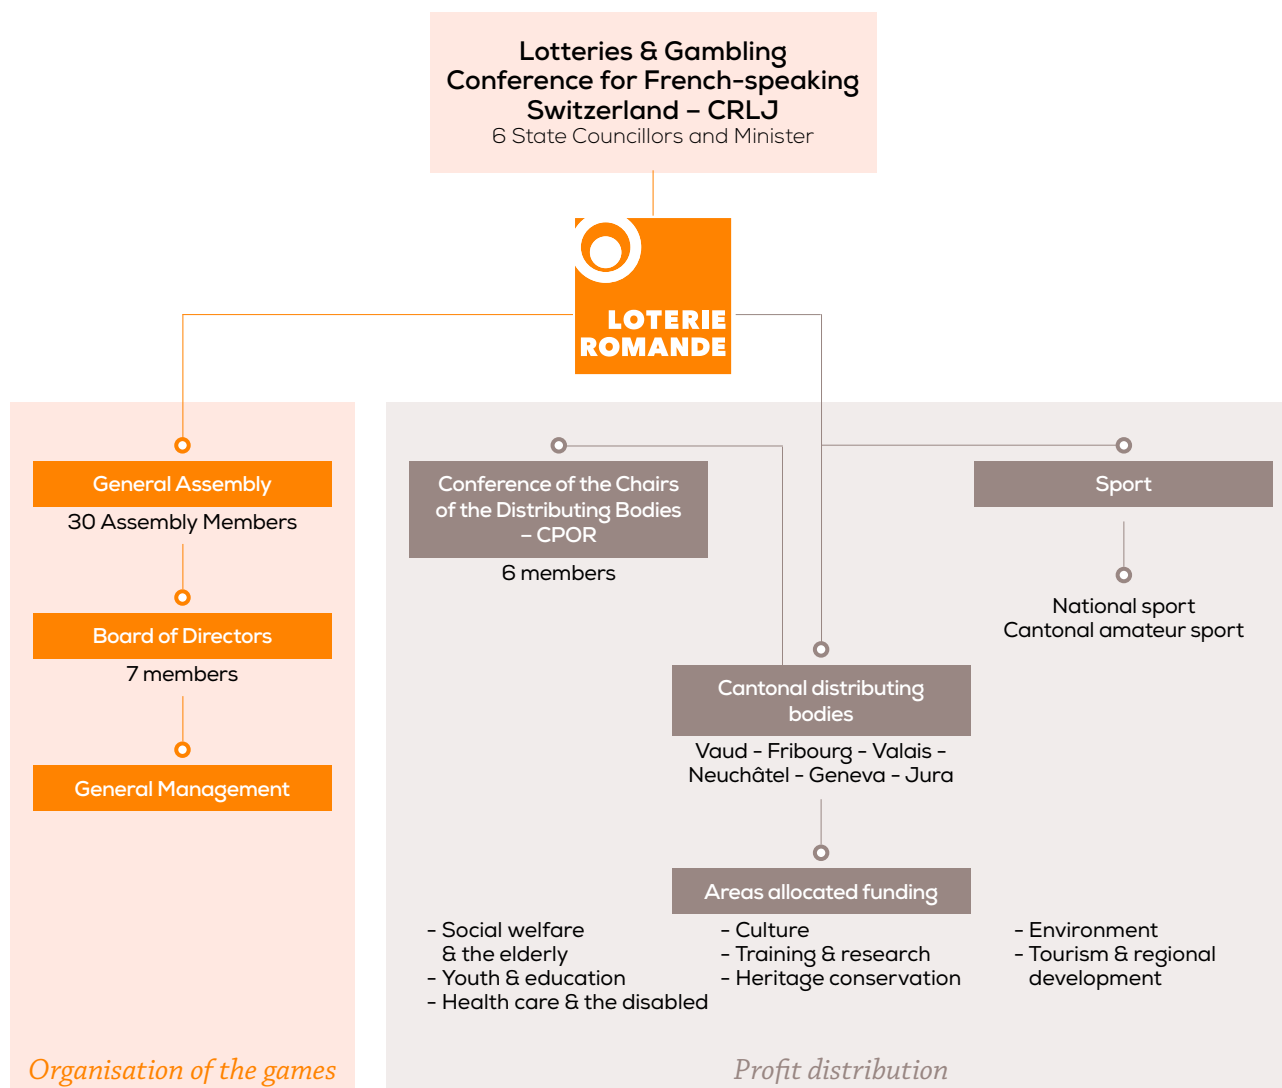 Lotteries & Gambling
Conference for French-speaking
Switzerland – CRLJ
6 State Councillors and Minister
LOTERIE
ROMANDE
General Assembly
30 Assembly Members
Board of Directors
7 members
General Management
Organisation of the games
Conference of the Chairs
of the Distributing Bodies
– CPOR
6 members
Sport
National sport
Cantonal amateur sport
Cantonal distributing
bodies
Vaud - Fribourg - Valais -
Neuchâtel - Geneva - Jura
Areas allocated funding
- Social welfare
& the elderly
- Youth & education
- Health care & the disabled
- Culture
- Training & research
- Heritage conservation
- Environment
- Tourism & regional
development
Profit distribution